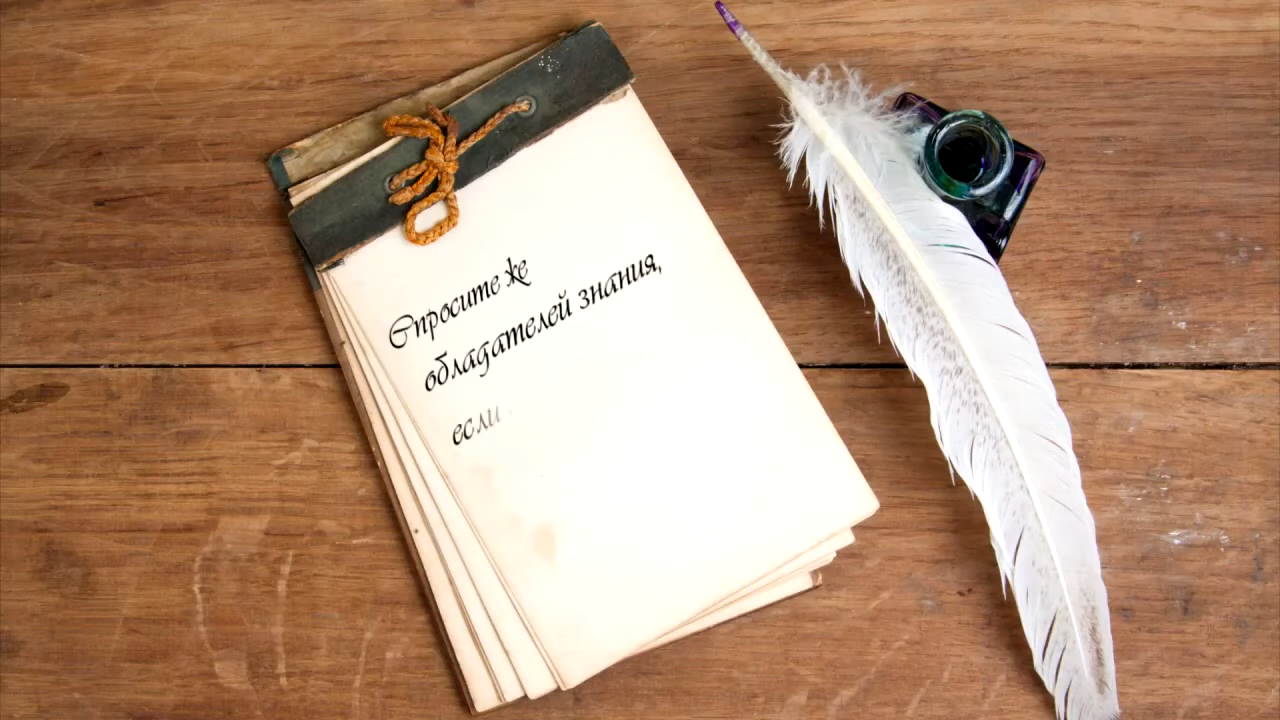 Спросите же
обладателей знания,
если